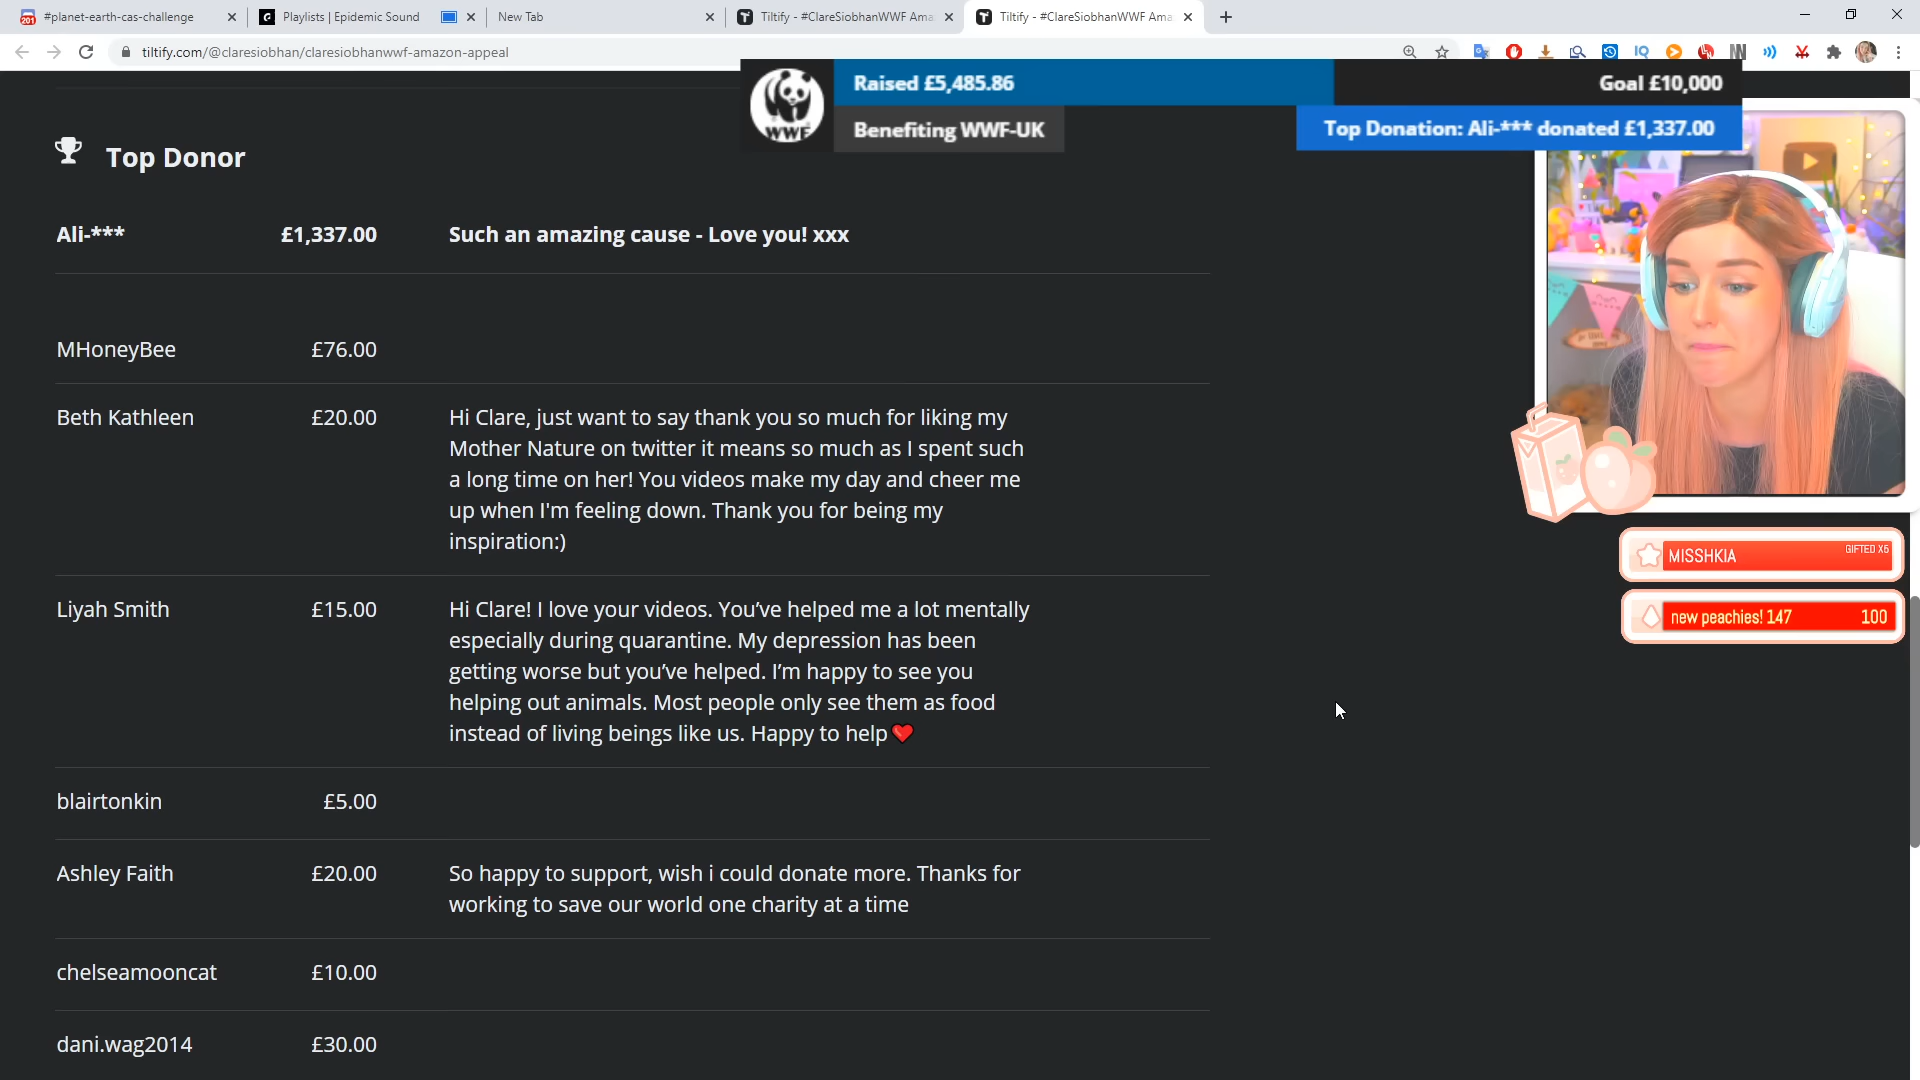 #planet-earth-cas-challenge
Playlists | Epidemic Sound
New Tab
Tiltify - #ClareSiobhanWWF Ama
Tiltify - #ClareSiobhanWWF Ama
tiltify.com/@claresiobhan/claresiobhanwwf-amazon-appeal
WWF
Raised £5,485.86
Goal £10,000
Benefiting WWF-UK
Top Donation: Ali-*** donated £1,337.00
Top Donor
Ali-*** £1,337.00 Such an amazing cause - Love you! xxx
MHoneyBee £76.00
Beth Kathleen £20.00 Hi Clare, just want to say thank you so much for liking my
Mother Nature on twitter it means so much as I spent such
a long time on her! You videos make my day and cheer me
up when I'm feeling down. Thank you for being my
inspiration:)
Liyah Smith £15.00 Hi Clare! I love your videos. You’ve helped me a lot mentally
especially during quarantine. My depression has been
getting worse but you’ve helped. I’m happy to see you
helping out animals. Most people only see them as food
instead of living beings like us. Happy to help❤️
blairtonkin £5.00
Ashley Faith £20.00 So happy to support, wish i could donate more. Thanks for
working to save our world one charity at a time
chelseamooncat £10.00
dani.wag2014 £30.00
MISSHKIA GIFTED X6
new peachies! 147 100